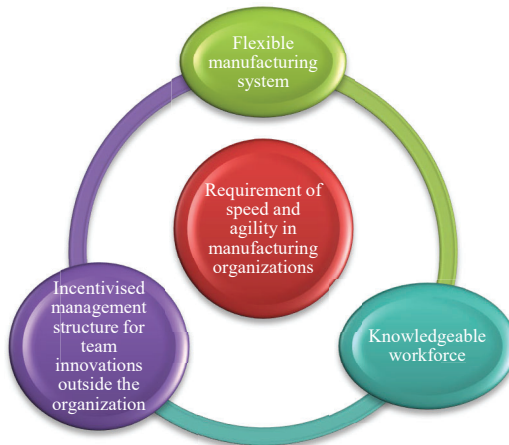 Flexible
manufacturing
system
Requirement of
speed and
agility in
manufacturing
organizations
Incentivised
management
structure for
team
innovations
outside the
organization
Knowledgeable
workforce